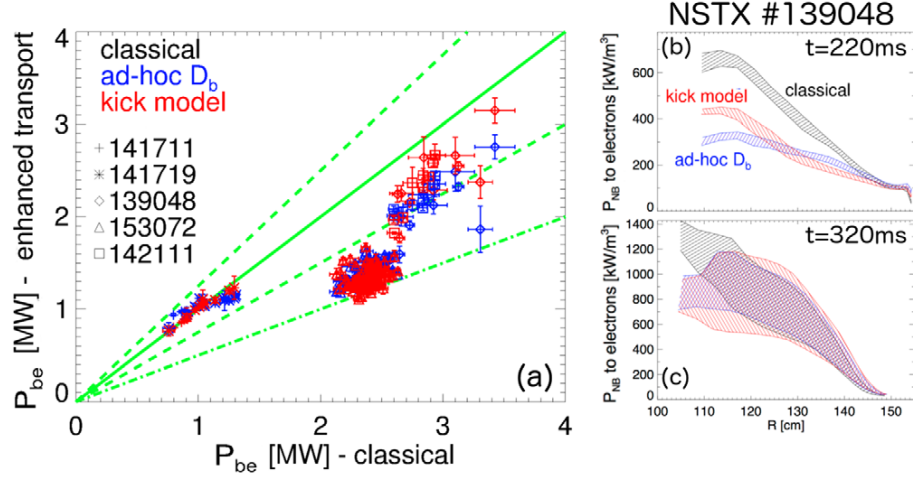 NSTX #139048
4
3
2
1
0
P_be [MW] - enhanced transport
classical
ad-hoc D_b
kick model
+ 141711
✳ 141719
◇ 139048
△ 153072
□ 142111
(a)
0 1 2 3 4
P_be [MW] - classical
(b)
t=220ms
600
400
200
0
P_NB to electrons [kW/m³]
kick model
classical
ad-hoc D_b
t=320ms
1400
1200
1000
800
600
400
200
0
P_NB to electrons [kW/m³]
(c)
100 110 120 130 140 150
R [cm]